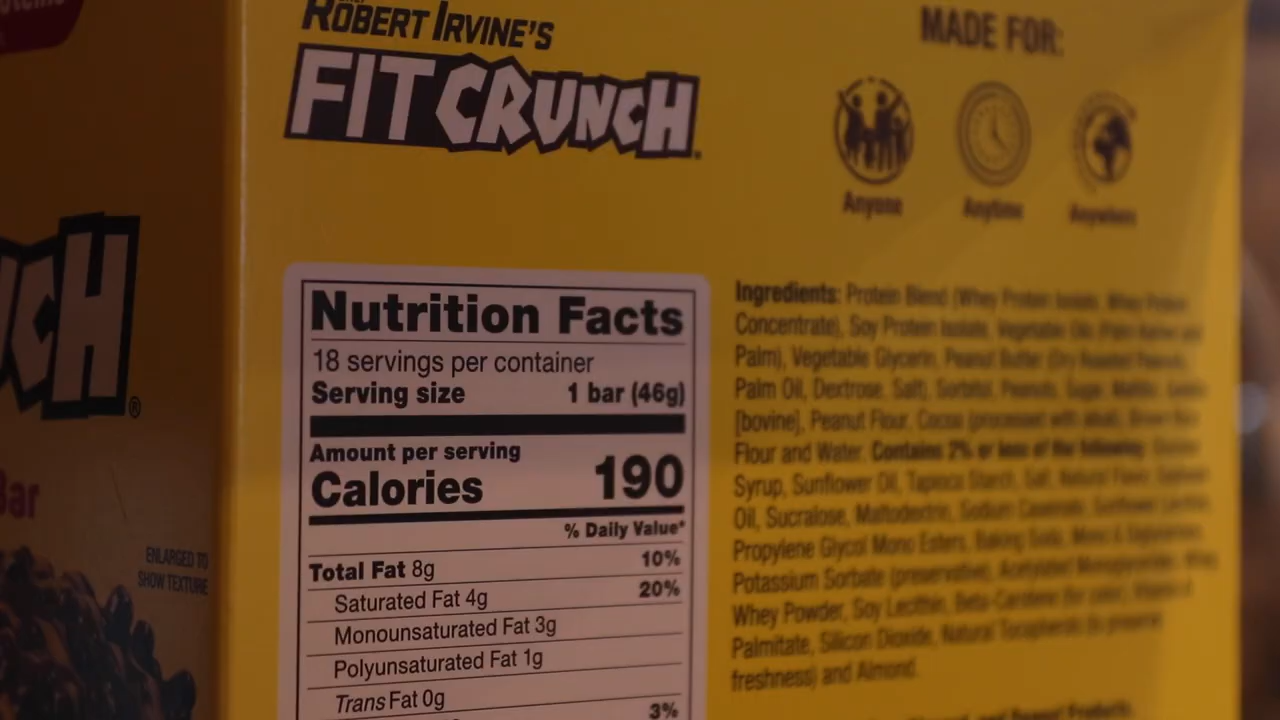 ROBERT IRVINE'S
FITCRUNCH
MADE FOR:
Anyone
Anytime
Anywhere
NCH®
Bar
ENLARGED TO
SHOW TEXTURE
Nutrition Facts
18 servings per container
Serving size 1 bar (46g)
Amount per serving
Calories 190
% Daily Value*
Total Fat 8g 10%
Saturated Fat 4g 20%
Monounsaturated Fat 3g
Polyunsaturated Fat 1g
Trans Fat 0g
3%
Ingredients: Protein Blend (Whey Protein Isolate, Whey Protein
Concentrate), Soy Protein Isolate, Vegetable Oils (Palm Kernel and
Palm), Vegetable Glycerin, Peanut Butter (Dry Roasted Peanuts,
Palm Oil, Dextrose, Salt), Sorbitol, Peanuts, Sugar, Maltitol,
[bovine], Peanut Flour, Cocoa (processed with alkali), Brown Rice
Flour and Water. Contains 2% or less of the following:
Syrup, Sunflower Oil, Tapioca Starch, Salt, Natural Flavor, Soybean
Oil, Sucralose, Maltodextrin, Sodium Caseinate, Sunflower Lecithin,
Propylene Glycol Mono Esters, Baking Soda, Mono & Diglycerides,
Potassium Sorbate (preservative), Acetylated Monoglycerides,
Whey Powder, Soy Lecithin, Beta-Carotene (for color), Vitamin A
Palmitate, Silicon Dioxide, Natural Tocopherols (to preserve
freshness) and Almond.